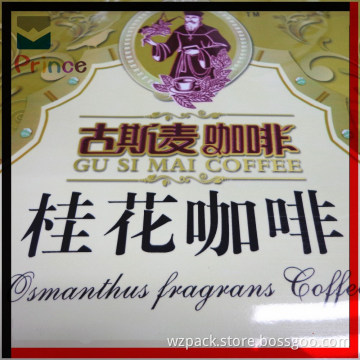 Prince
古斯麦咖啡
GU SI MAI COFFEE
桂花咖啡
Osmanthus fragrans Coffee
wzpack.store.bossgoo.com